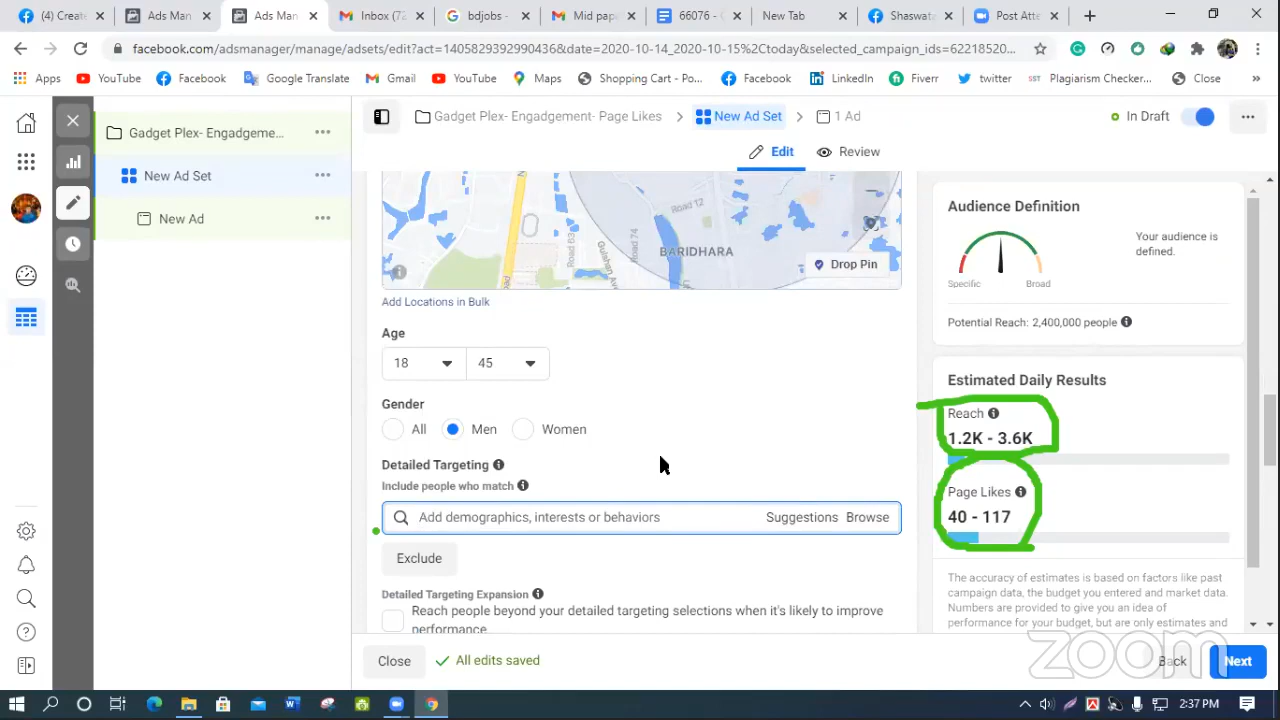 (4) Create
Ads Mana
Ads Man
Inbox (7
bdjobs -
Mid pap
66076 -
New Tab
Shaswata
Post Atte
facebook.com/adsmanager/manage/adsets/edit?act=1405829392990436&date=2020-10-14_2020-10-15%2Ctoday&selected_campaign_ids=62218520...
Apps
YouTube
Facebook
Google Translate
Gmail
YouTube
Maps
Shopping Cart - Po...
Facebook
LinkedIn
Fiverr
twitter
Plagiarism Checker...
Close
»
Gadget Plex- Engadgeme...
New Ad Set
New Ad
Gadget Plex- Engadgement- Page Likes
New Ad Set
1 Ad
In Draft
Edit
Review
Road 12
Road 63
Road 74
Gulshan Ave
BARIDHARA
Drop Pin
Add Locations in Bulk
Age
18
45
Gender
All
Men
Women
Detailed Targeting
Include people who match
Add demographics, interests or behaviors
Suggestions
Browse
Exclude
Detailed Targeting Expansion
Reach people beyond your detailed targeting selections when it's likely to improve
performance.
Audience Definition
Your audience is
defined.
Specific
Broad
Potential Reach: 2,400,000 people
Estimated Daily Results
Reach
1.2K - 3.6K
Page Likes
40 - 117
The accuracy of estimates is based on factors like past
campaign data, the budget you entered and market data.
Numbers are provided to give you an idea of
performance for your budget, but are only estimates and
Close
All edits saved
zoom
Back
Next
2:37 PM